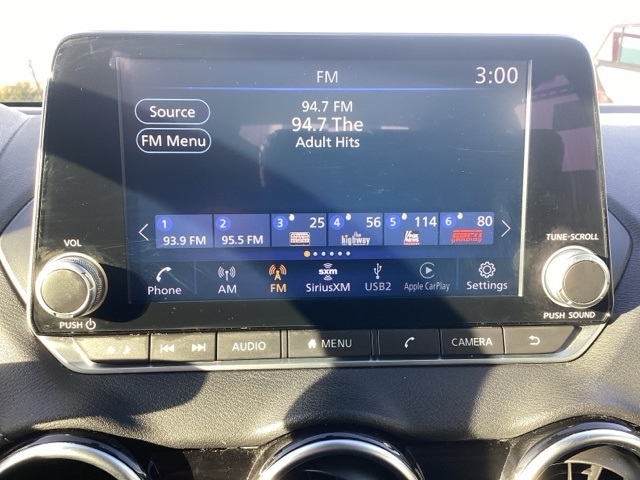 FM 3:00
Source
FM Menu
94.7 FM
94.7 The
Adult Hits
1 93.9 FM
2 95.5 FM
3 25
4 56 the highway
5 114
6 80
Phone AM FM sxm SiriusXM USB2 Apple CarPlay Settings
VOL
PUSH
TUNE·SCROLL
PUSH SOUND
AUDIO MENU CAMERA